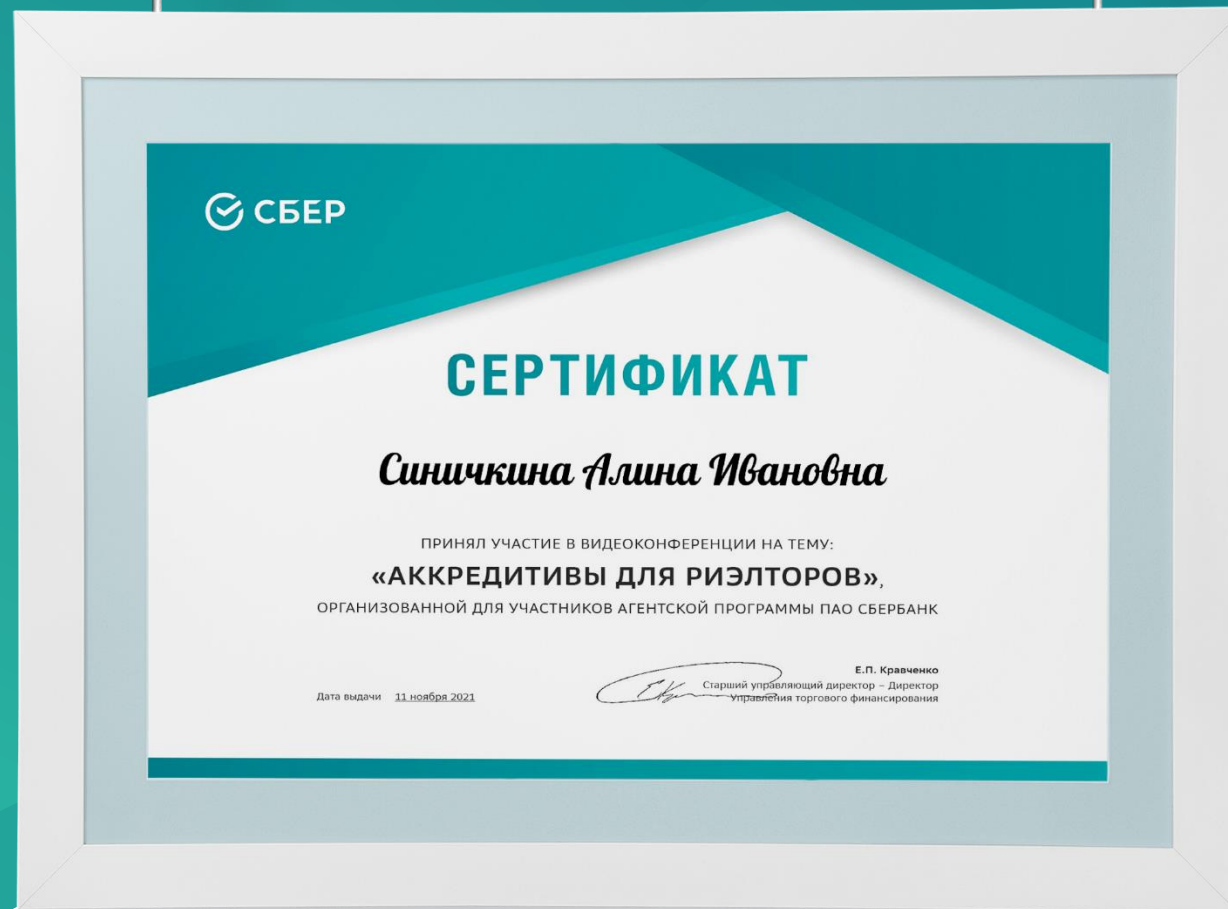 СБЕР
СЕРТИФИКАТ
Синичкина Алина Ивановна
ПРИНЯЛ УЧАСТИЕ В ВИДЕОКОНФЕРЕНЦИИ НА ТЕМУ:
«АККРЕДИТИВЫ ДЛЯ РИЭЛТОРОВ»,
ОРГАНИЗОВАННОЙ ДЛЯ УЧАСТНИКОВ АГЕНТСКОЙ ПРОГРАММЫ ПАО СБЕРБАНК
Е.П. Кравченко
Старший управляющий директор – Директор
Управления торгового финансирования
Дата выдачи 11 ноября 2021